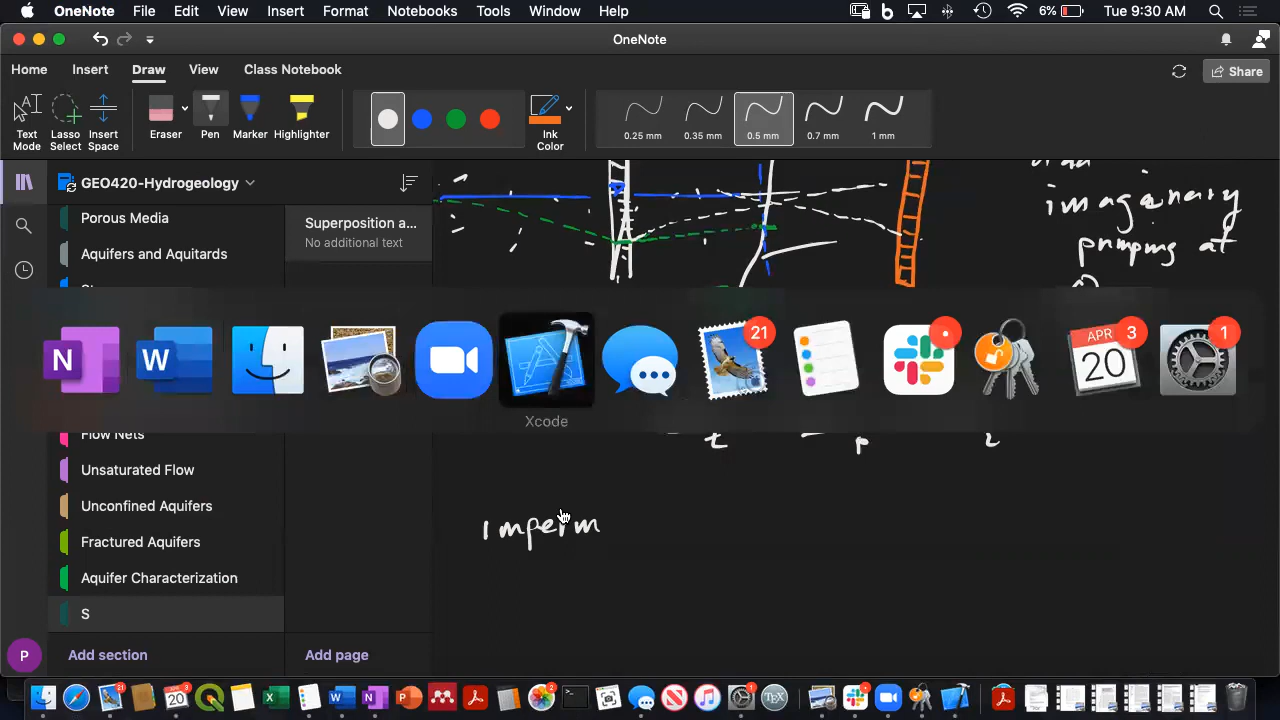 OneNote File Edit View Insert Format Notebooks Tools Window Help 6% Tue 9:30 AM
OneNote
Home Insert Draw View Class Notebook Share
Text Mode Lasso Select Insert Space Eraser Pen Marker Highlighter Ink Color 0.25 mm 0.35 mm 0.5 mm 0.7 mm 1 mm
GEO420-Hydrogeology
Porous Media
Superposition a...
No additional text
Aquifers and Aquitards
imaginary
pumping at
N W 21 APR 3 20 1
Xcode
Flow Nets
Unsaturated Flow
Unconfined Aquifers
imperm
Fractured Aquifers
Aquifer Characterization
S
P Add section Add page